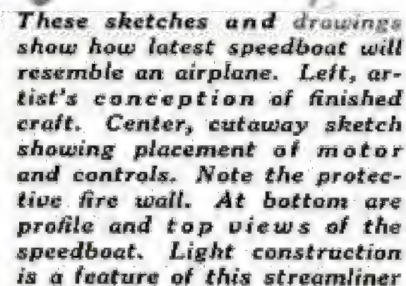 These sketches and drawings
show how latest speedboat will
resemble an airplane. Left, ar-
tist's conception of finished
craft. Center, cutaway sketch
showing placement of motor
and controls. Note the protec-
tive fire wall. At bottom are
profile and top views of the
speedboat. Light construction
is a feature of this streamliner